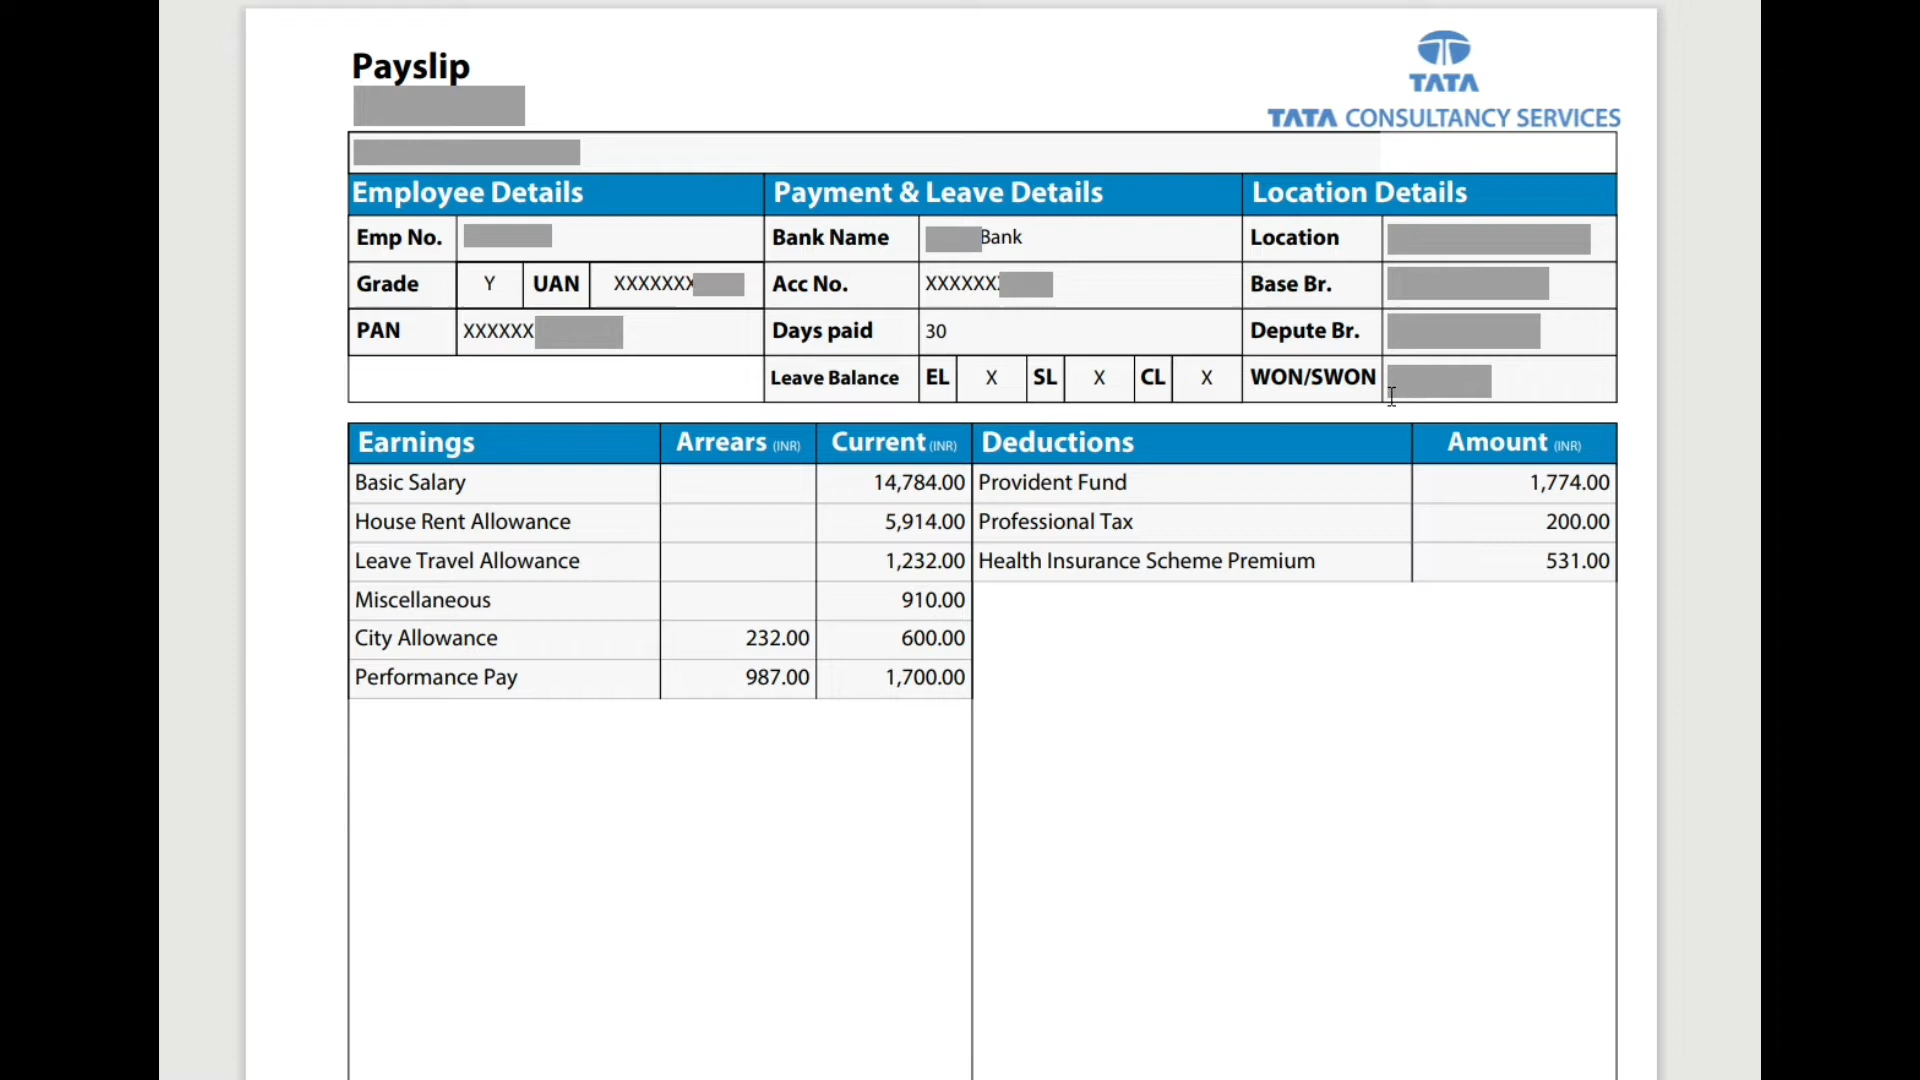 Payslip
TATA
TATA CONSULTANCY SERVICES
Employee Details Payment & Leave Details Location Details
Emp No. Bank Name Bank Location
Grade Y UAN XXXXXXX Acc No. XXXXXX Base Br.
PAN XXXXXX Days paid 30 Depute Br.
Leave Balance EL X SL X CL X WON/SWON
Earnings Arrears (INR) Current (INR) Deductions Amount (INR)
Basic Salary 14,784.00 Provident Fund 1,774.00
House Rent Allowance 5,914.00 Professional Tax 200.00
Leave Travel Allowance 1,232.00 Health Insurance Scheme Premium 531.00
Miscellaneous 910.00
City Allowance 232.00 600.00
Performance Pay 987.00 1,700.00